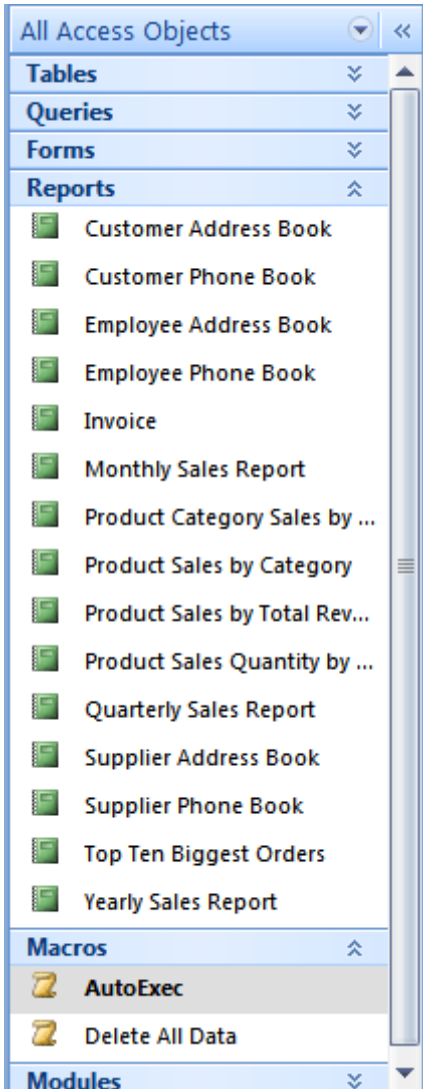 All Access Objects
Tables
Queries
Forms
Reports
Customer Address Book
Customer Phone Book
Employee Address Book
Employee Phone Book
Invoice
Monthly Sales Report
Product Category Sales by ...
Product Sales by Category
Product Sales by Total Rev...
Product Sales Quantity by ...
Quarterly Sales Report
Supplier Address Book
Supplier Phone Book
Top Ten Biggest Orders
Yearly Sales Report
Macros
AutoExec
Delete All Data
Modules